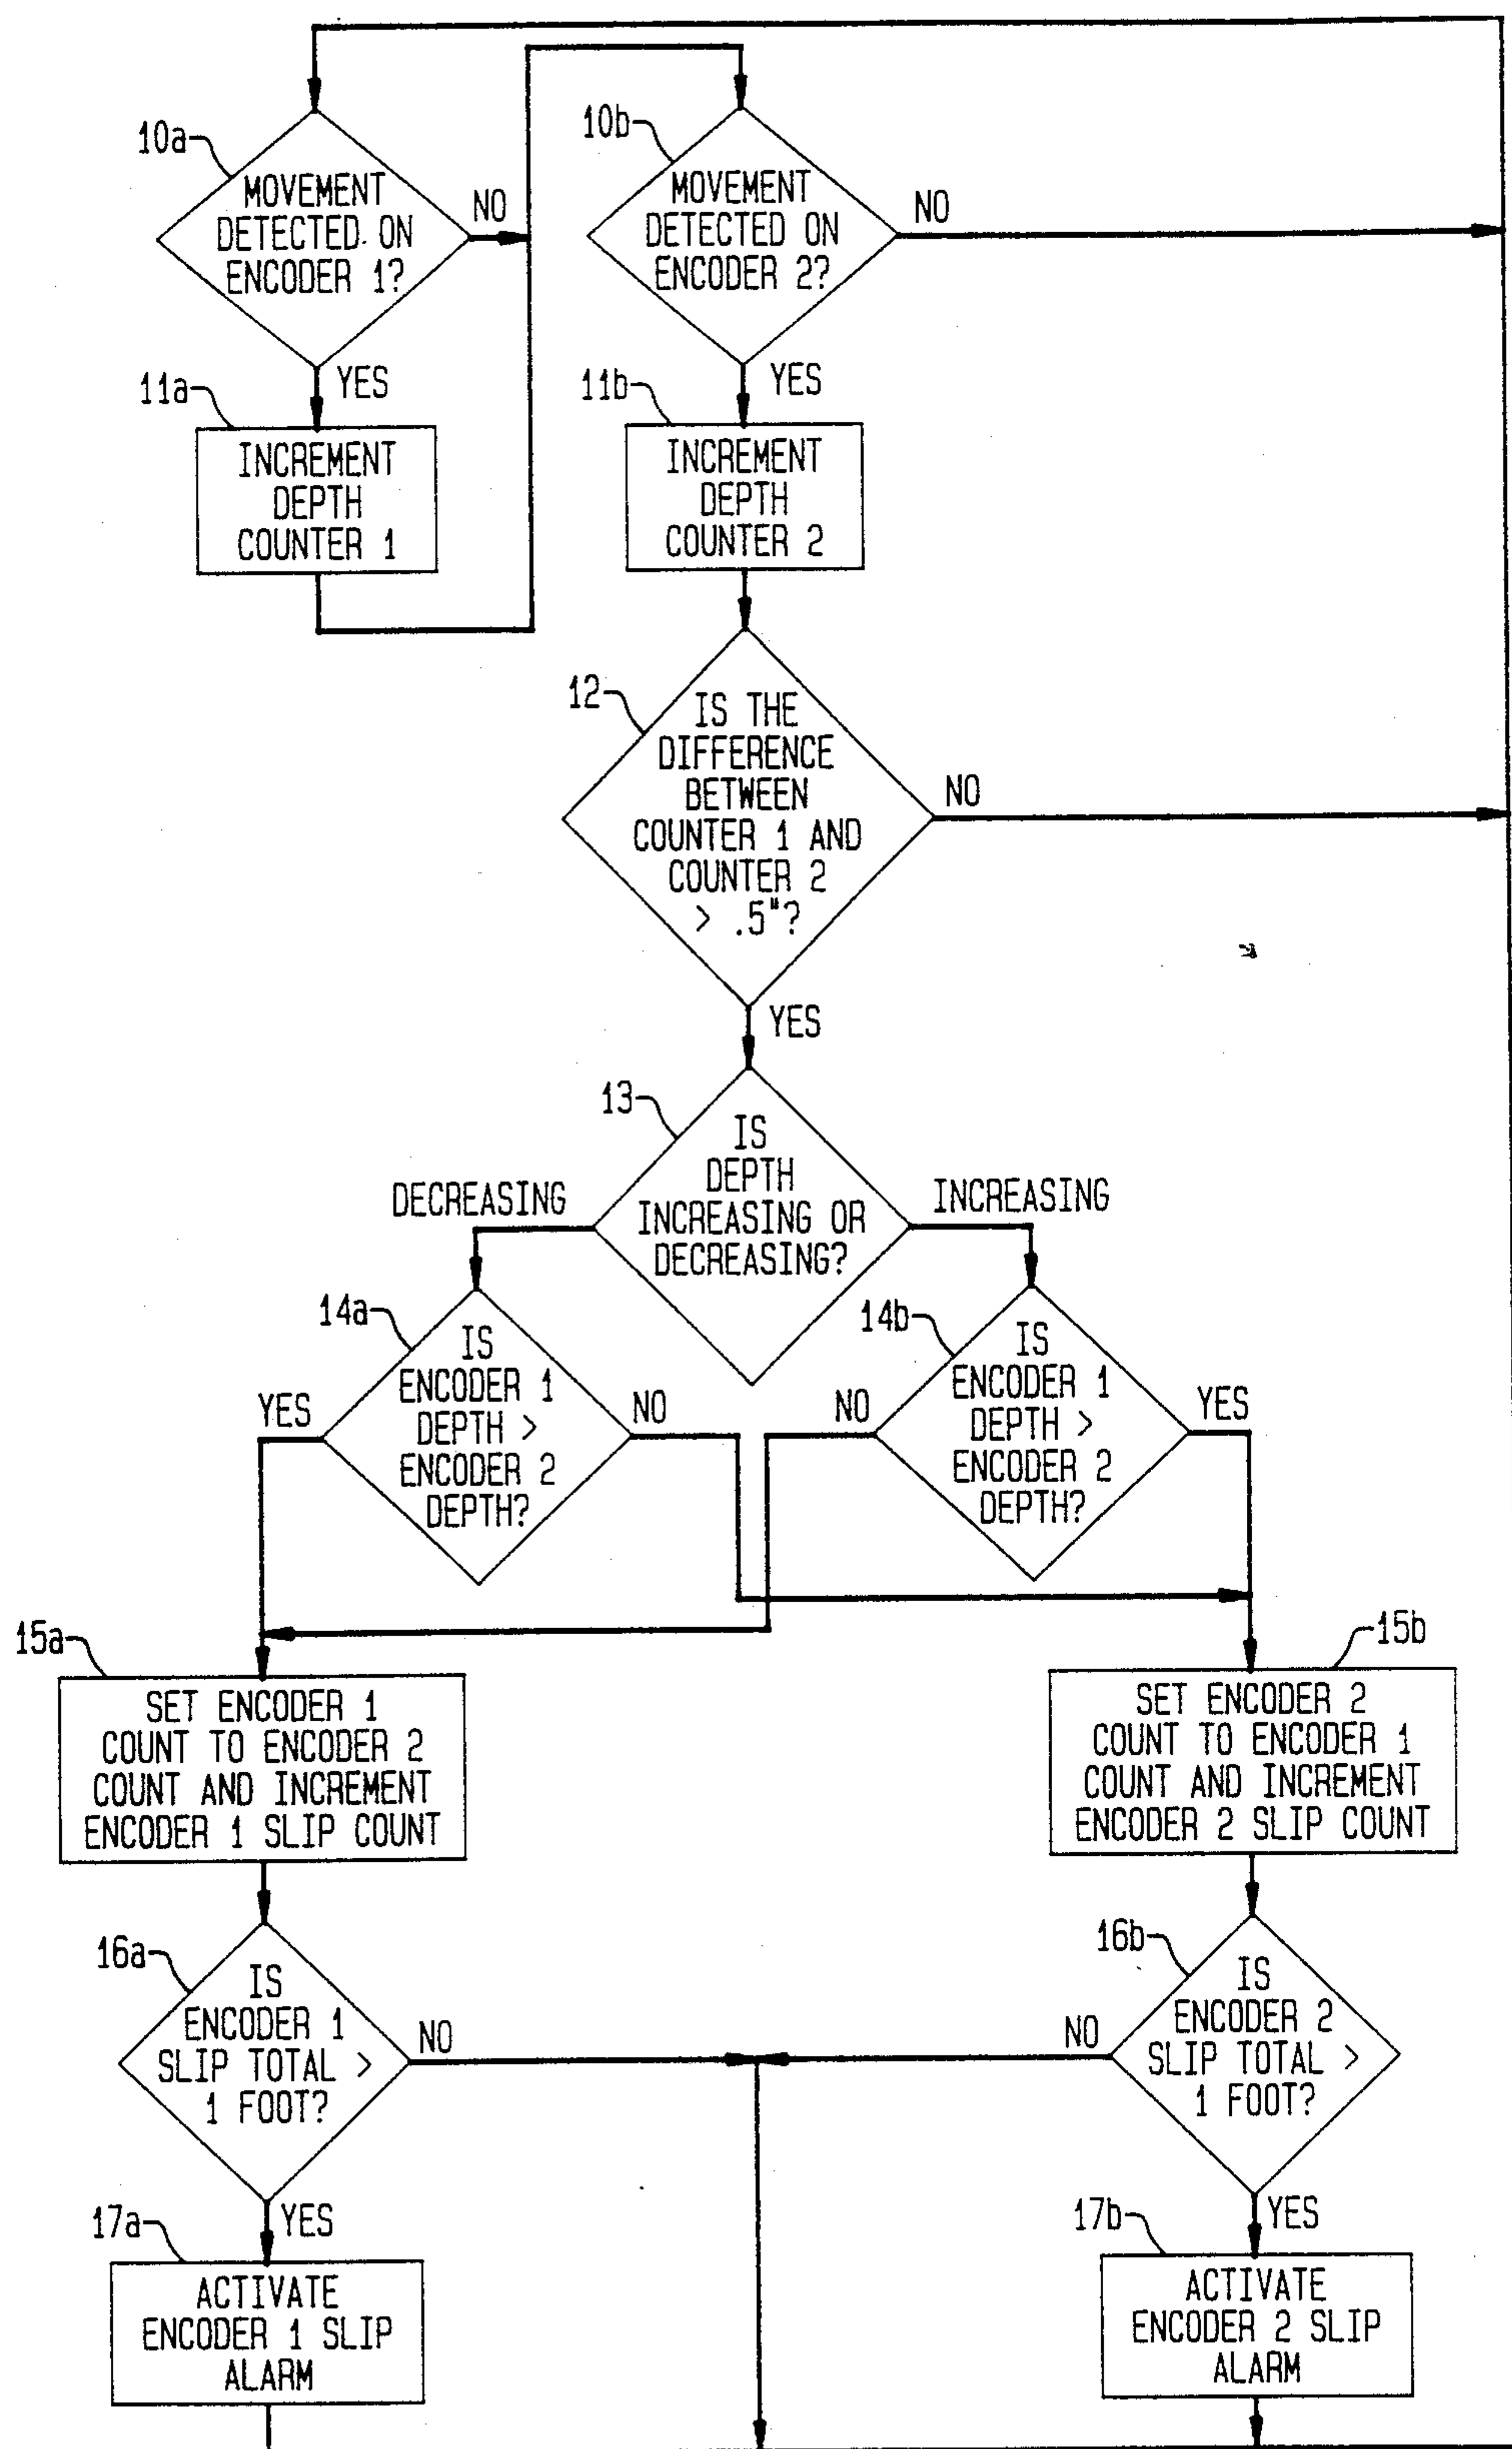 10a
MOVEMENT
DETECTED ON
ENCODER 1?
NO
YES
11a
INCREMENT
DEPTH
COUNTER 1
10b
MOVEMENT
DETECTED ON
ENCODER 2?
NO
YES
11b
INCREMENT
DEPTH
COUNTER 2
12
IS THE
DIFFERENCE
BETWEEN
COUNTER 1 AND
COUNTER 2
> .5"?
NO
YES
13
IS
DEPTH
INCREASING OR
DECREASING?
DECREASING
INCREASING
14a
IS
ENCODER 1
DEPTH >
ENCODER 2
DEPTH?
YES
NO
14b
IS
ENCODER 1
DEPTH >
ENCODER 2
DEPTH?
NO
YES
15a
SET ENCODER 1
COUNT TO ENCODER 2
COUNT AND INCREMENT
ENCODER 1 SLIP COUNT
15b
SET ENCODER 2
COUNT TO ENCODER 1
COUNT AND INCREMENT
ENCODER 2 SLIP COUNT
16a
IS
ENCODER 1
SLIP TOTAL >
1 FOOT?
NO
YES
16b
IS
ENCODER 2
SLIP TOTAL >
1 FOOT?
NO
YES
17a
ACTIVATE
ENCODER 1 SLIP
ALARM
17b
ACTIVATE
ENCODER 2 SLIP
ALARM